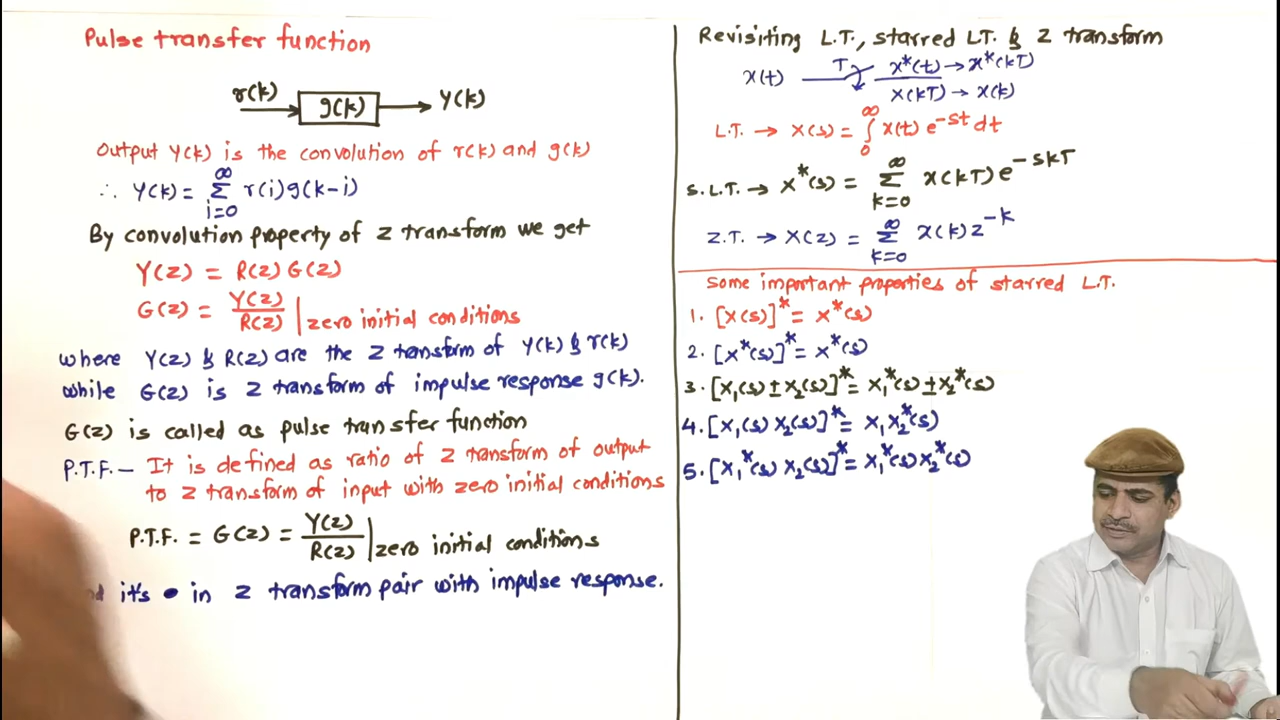 Pulse transfer function
r(k) g(k) Y(k)
Output Y(k) is the convolution of r(k) and g(k)
∴ Y(k) = ∞ Σ i=0 r(i)g(k-i)
By convolution property of z transform we get
Y(z) = R(z) G(z)
G(z) = Y(z)/R(z) | zero initial conditions
where Y(z) & R(z) are the z transform of Y(k) & r(k)
while G(z) is z transform of impulse response g(k).
G(z) is called as pulse transfer function
P.T.F. – It is defined as ratio of z transform of output
to z transform of input with zero initial conditions
P.T.F. = G(z) = Y(z)/R(z) | zero initial conditions
it's in z transform pair with impulse response.
Revisiting L.T., starred LT. & z transform
x(t) T x*(t) → x*(kT)
x(kT) → x(k)
L.T. → X(s) = ∞ ∫ 0 x(t) e^-st dt
S.L.T. → X*(s) = ∞ Σ k=0 x(kT) e^-skT
Z.T. → X(z) = ∞ Σ k=0 x(k) z^-k
Some important properties of starred L.T.
1. [X(s)]* = X*(s)
2. [X*(s)]* = X*(s)
3. [X₁(s) ± X₂(s)]* = X₁*(s) ± X₂*(s)
4. [X₁(s) X₂(s)]* = X₁X₂*(s)
5. [X₁*(s) X₂(s)]* = X₁*(s) X₂*(s)